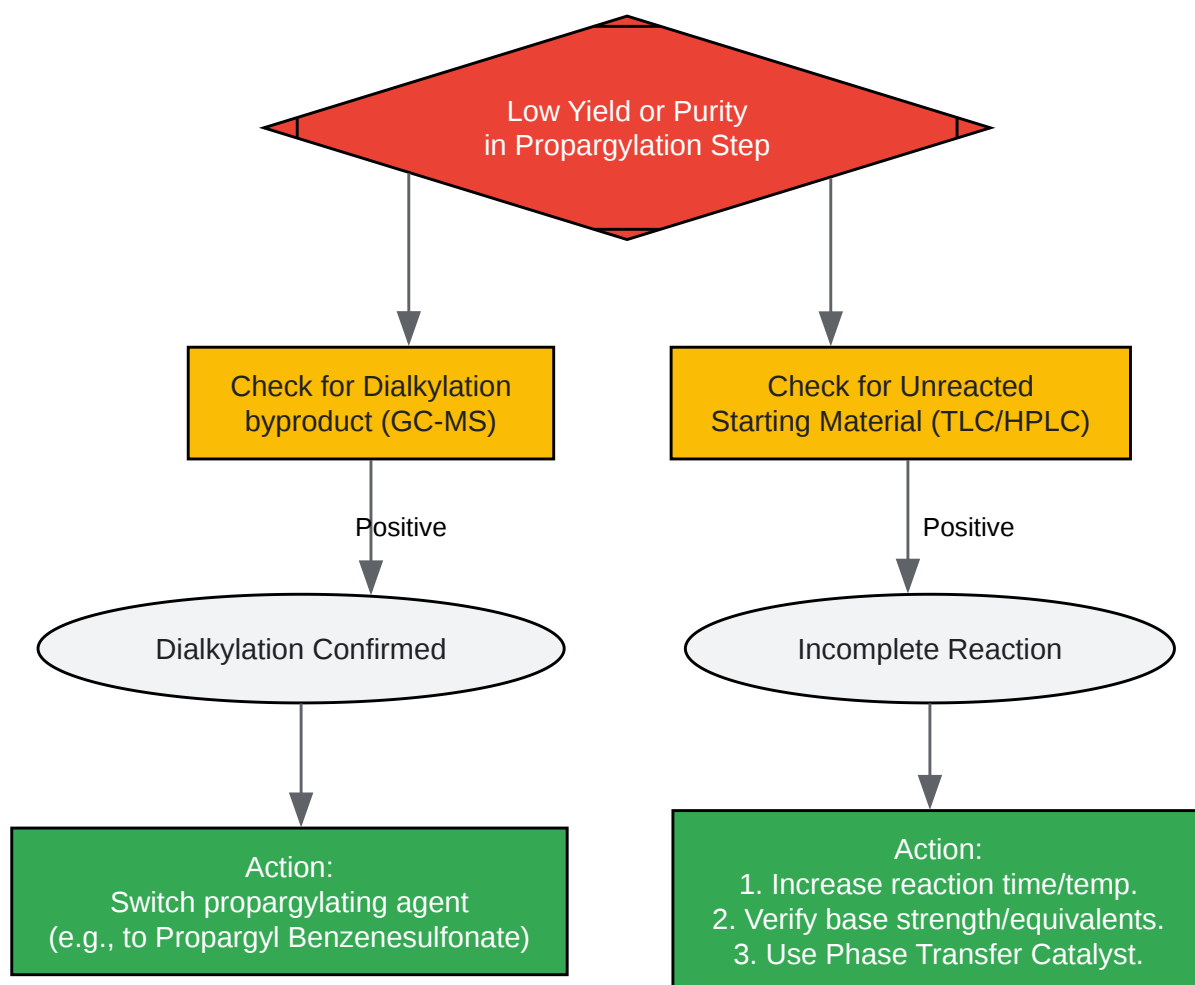 Low Yield or Purity
in Propargylation Step
Check for Dialkylation
byproduct (GC-MS)
Check for Unreacted
Starting Material (TLC/HPLC)
Positive
Positive
Dialkylation Confirmed
Incomplete Reaction
Action:
Switch propargylating agent
(e.g., to Propargyl Benzenesulfonate)
Action:
1. Increase reaction time/temp.
2. Verify base strength/equivalents.
3. Use Phase Transfer Catalyst.